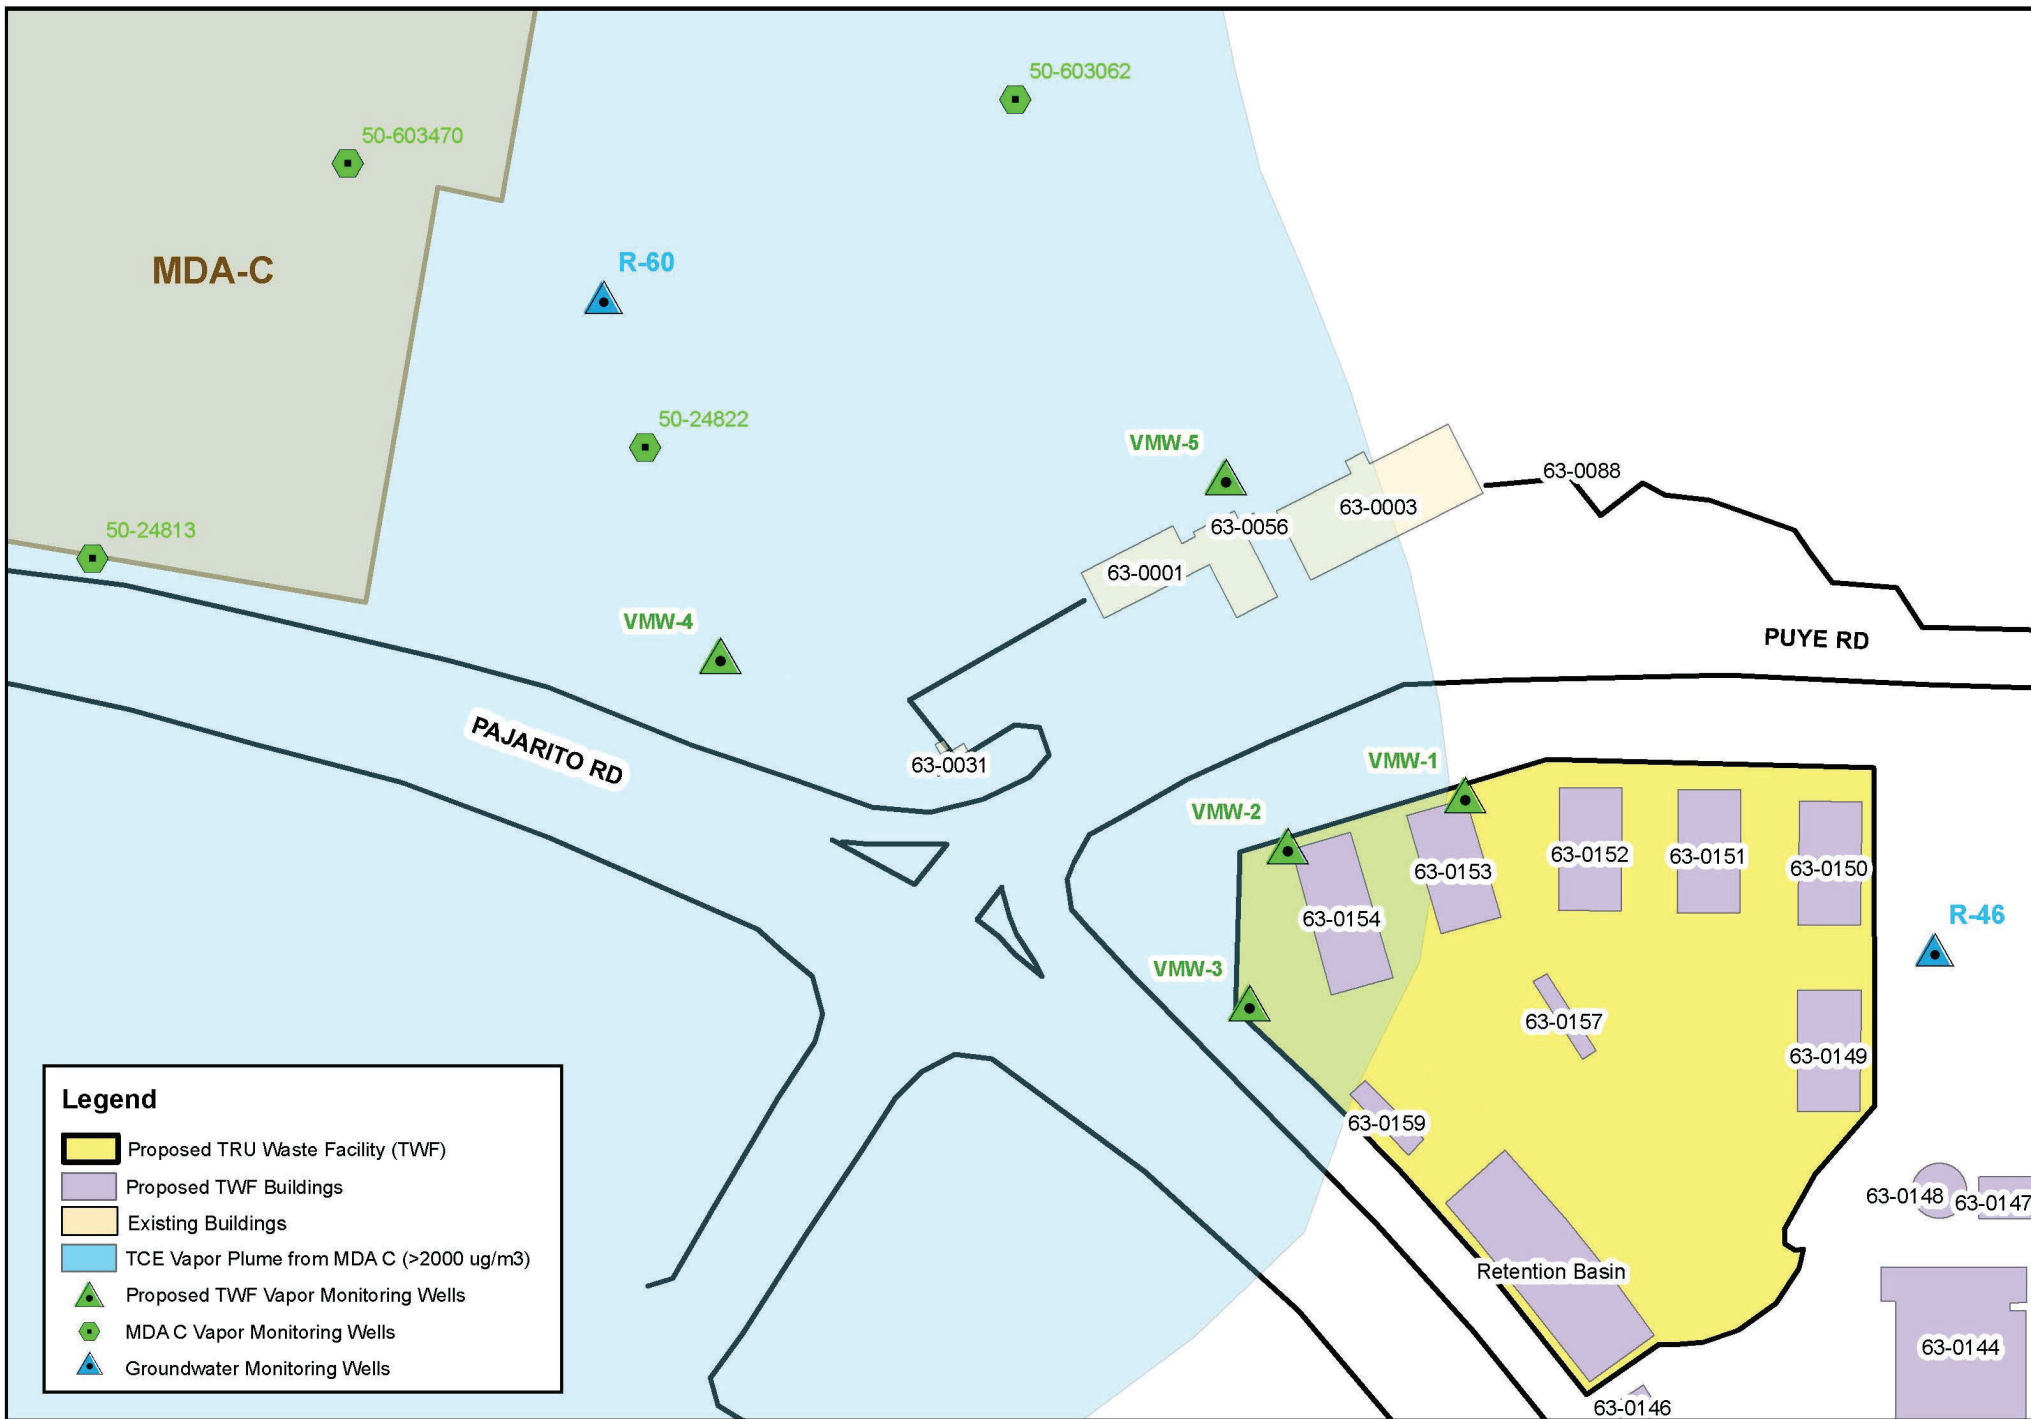 50-603062
50-603470
MDA-C
R-60
50-24822
VMW-5
63-0088
63-0003
63-0056
50-24813
63-0001
VMW-4
PUYE RD
PAJARITO RD
63-0031
VMW-1
VMW-2
63-0152
63-0151
63-0150
63-0153
63-0154
R-46
VMW-3
63-0157
63-0149
63-0159
63-0148
63-0147
Retention Basin
63-0144
63-0146
Legend
Proposed TRU Waste Facility (TWF)
Proposed TWF Buildings
Existing Buildings
TCE Vapor Plume from MDA C (>2000 ug/m3)
Proposed TWF Vapor Monitoring Wells
MDA C Vapor Monitoring Wells
Groundwater Monitoring Wells